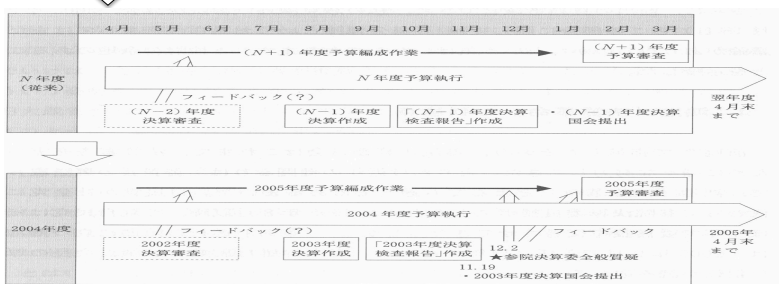 4月 5月 6月 7月 8月 9月 10月 11月 12月 1月 2月 3月
N年度
(従来)
(N+1)年度予算編成作業
(N+1)年度
予算審査
N年度予算執行
フィードバック(?)
(N-2)年度
決算審査
(N-1)年度
決算作成
「(N-1)年度決算
検査報告」作成
・(N-1)年度決算
国会提出
翌年度
4月末
まで
2004年度
2005年度予算編成作業
2005年度
予算審査
2004年度予算執行
フィードバック(?)
フィードバック
2002年度
決算審査
2003年度
決算作成
「2003年度決算
検査報告」作成
12.2
★参院決算委全般質疑
11.19
・2003年度決算国会提出
2005年
4月末
まで